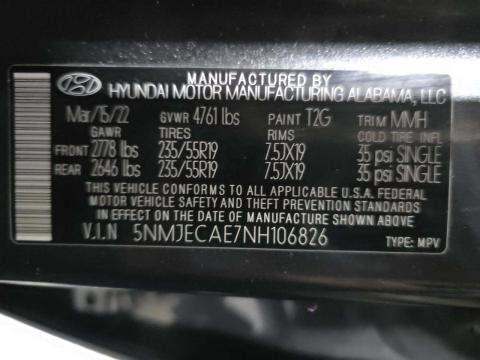 MANUFACTURED BY
HYUNDAI MOTOR MANUFACTURING ALABAMA, LLC
Mar/15/22 GVWR 4761 lbs PAINT T2G TRIM MMH
GAWR TIRES RIMS COLD TIRE INFL
FRONT 2778 lbs 235/55R19 7.5JX19 35 psi SINGLE
REAR 2646 lbs 235/55R19 7.5JX19 35 psi SINGLE
THIS VEHICLE CONFORMS TO ALL APPLICABLE U.S.A. FEDERAL
MOTOR VEHICLE SAFETY AND THEFT PREVENTION STANDARDS
IN EFFECT ON THE DATE OF MANUFACTURE SHOWN ABOVE
V.I.N 5NMJECAE7NH106826 TYPE: MPV